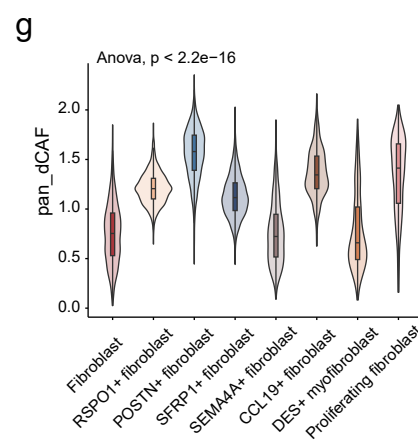 g
Anova, p < 2.2e−16
pan_dCAF
2.0
1.5
1.0
0.5
0.0
Fibroblast
RSPO1+ fibroblast
POSTN+ fibroblast
SFRP1+ fibroblast
SEMA4A+ fibroblast
CCL19+ fibroblast
DES+ myofibroblast
Proliferating fibroblast